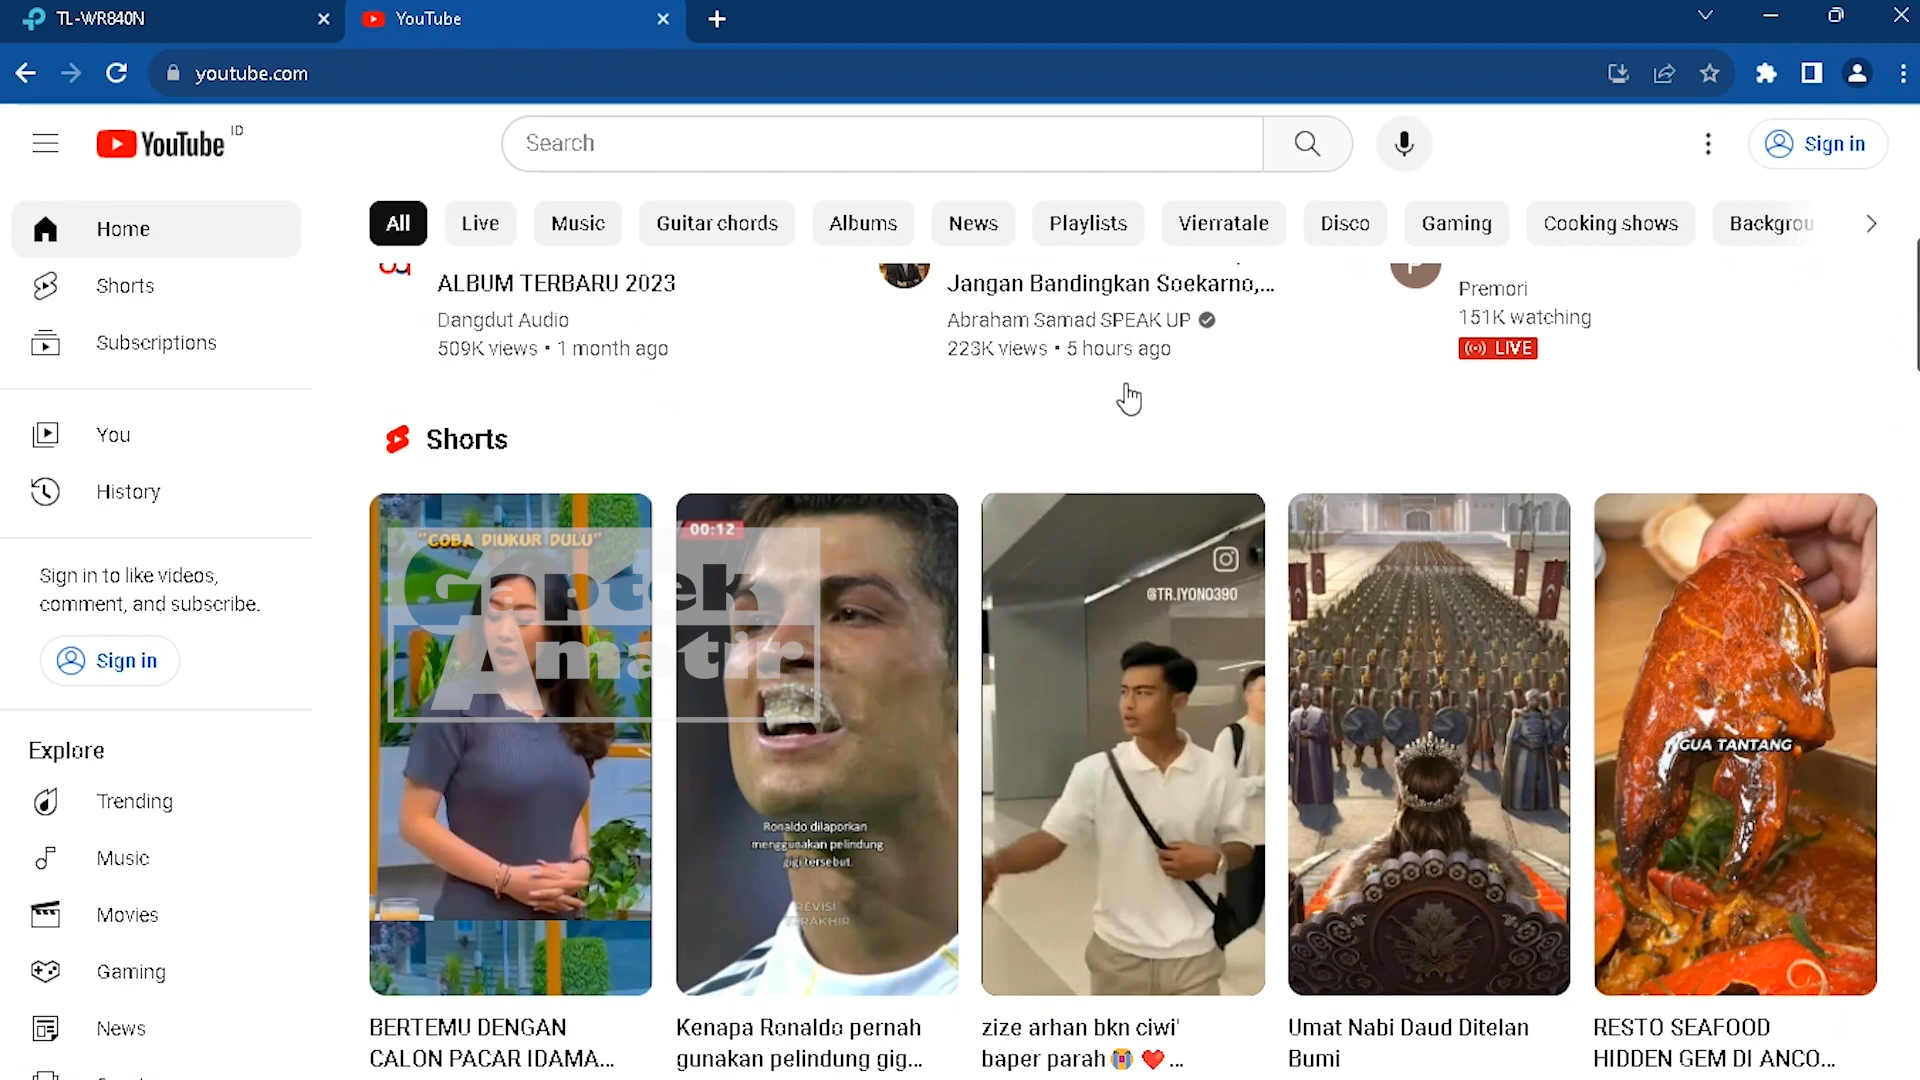 TL-WR840N
YouTube
youtube.com
YouTube ID
Search
Sign in
Home
Shorts
Subscriptions
You
History
Sign in to like videos,
comment, and subscribe.
Sign in
Explore
Trending
Music
Movies
Gaming
News
All
Live
Music
Guitar chords
Albums
News
Playlists
Vierratale
Disco
Gaming
Cooking shows
Backgrou
ALBUM TERBARU 2023
Dangdut Audio
509K views • 1 month ago
Jangan Bandingkan Soekarno,...
Abraham Samad SPEAK UP
223K views • 5 hours ago
P
Premori
151K watching
LIVE
Shorts
"COBA DIUKUR DULU"
Gaptek
Amatir
00:12
Ronaldo dilaporkan
menggunakan pelindung
gigi tersebut.
REVISI
TERAKHIR
@TR.IYONO390
GUA TANTANG
BERTEMU DENGAN
CALON PACAR IDAMA...
Kenapa Ronaldo pernah
gunakan pelindung gig...
zize arhan bkn ciwi'
baper parah😭❤️...
Umat Nabi Daud Ditelan
Bumi
RESTO SEAFOOD
HIDDEN GEM DI ANCO...